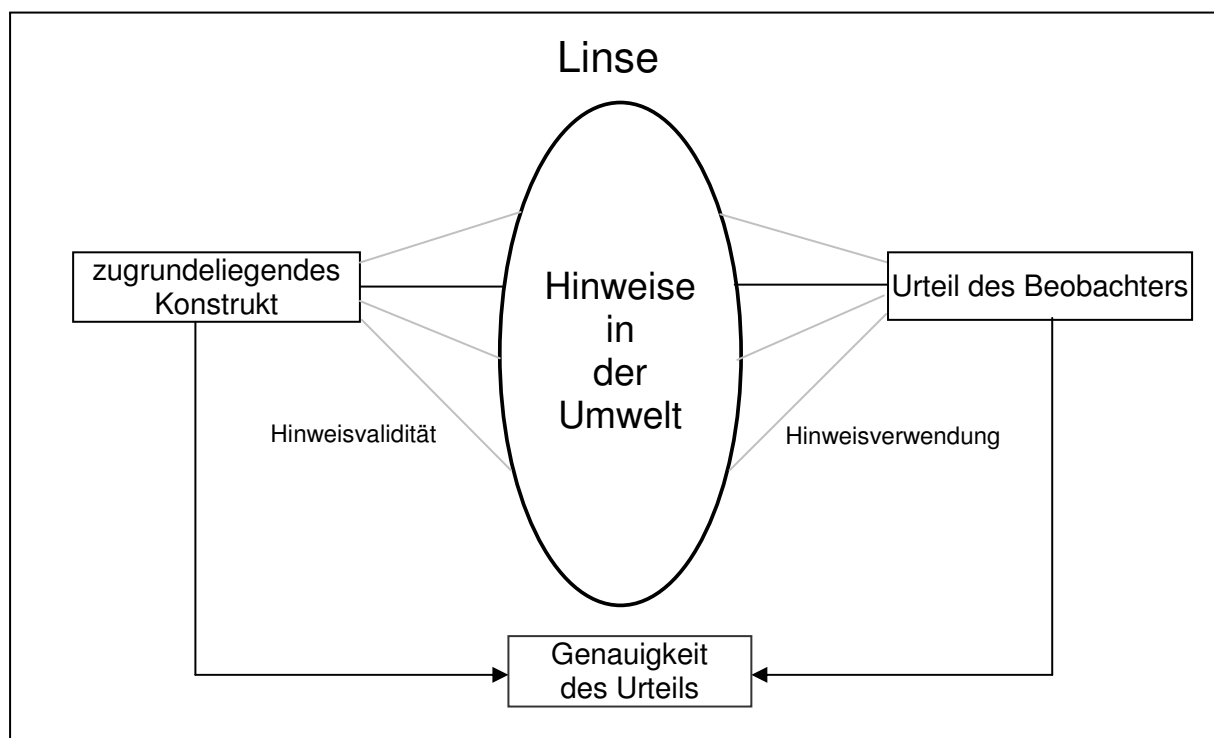 Linse
zugrundeliegendes
Konstrukt
Hinweise
in
der
Umwelt
Urteil des Beobachters
Hinweisvalidität
Hinweisverwendung
Genauigkeit
des Urteils